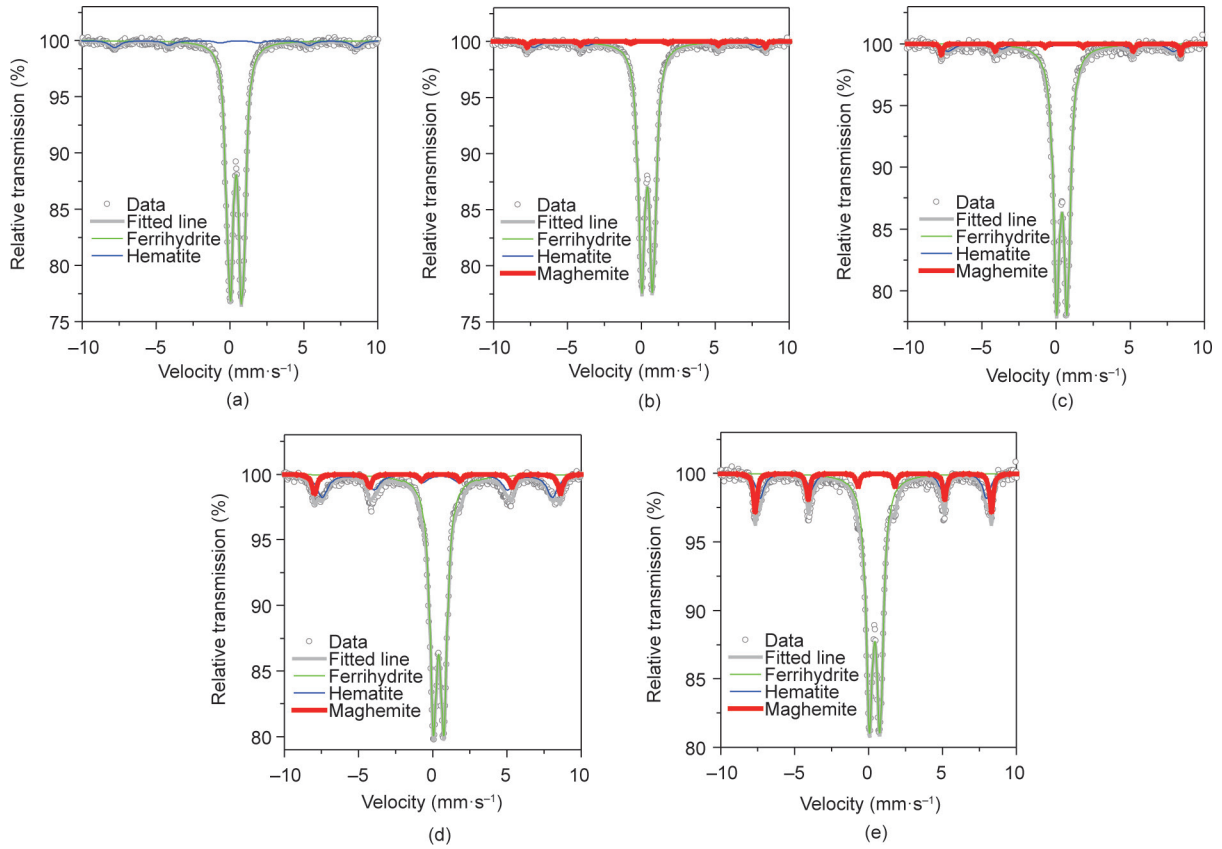 100
95
90
85
80
75
Relative transmission (%)
Data
Fitted line
Ferrihydrite
Hematite
–10 –5 0 5 10
Velocity (mm·s–1)
(a)
100
95
90
85
80
75
Relative transmission (%)
Data
Fitted line
Ferrihydrite
Hematite
Maghemite
–10 –5 0 5 10
Velocity (mm·s–1)
(b)
100
95
90
85
80
Relative transmission (%)
Data
Fitted line
Ferrihydrite
Hematite
Maghemite
–10 –5 0 5 10
Velocity (mm·s–1)
(c)
100
95
90
85
80
Relative transmission (%)
Data
Fitted line
Ferrihydrite
Hematite
Maghemite
–10 –5 0 5 10
Velocity (mm·s–1)
(d)
100
95
90
85
80
Relative transmission (%)
Data
Fitted line
Ferrihydrite
Hematite
Maghemite
–10 –5 0 5 10
Velocity (mm·s–1)
(e)